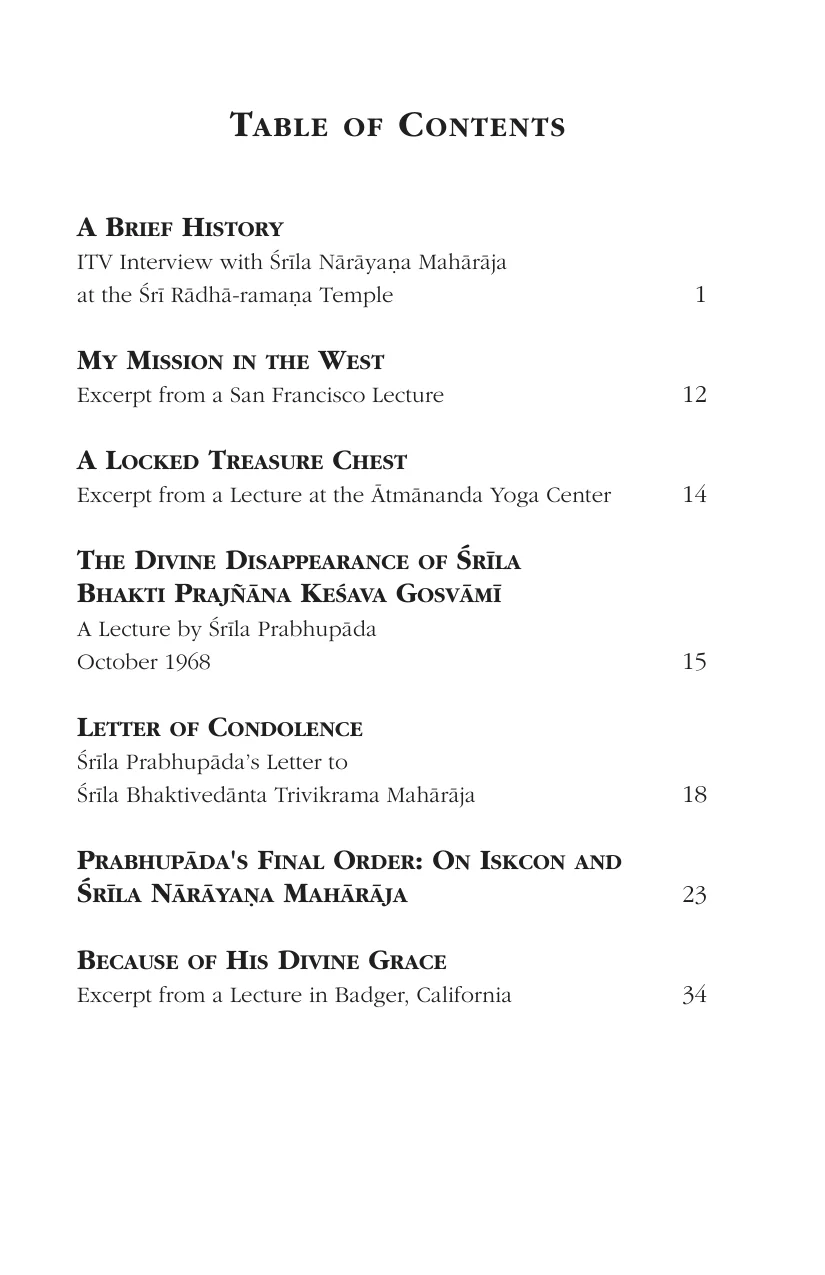 Table of Contents
A Brief History
ITV Interview with Śrīla Nārāyaṇa Mahārāja
at the Śrī Rādhā-ramaṇa Temple 1
My Mission in the West
Excerpt from a San Francisco Lecture 12
A Locked Treasure Chest
Excerpt from a Lecture at the Ātmānanda Yoga Center 14
The Divine Disappearance of Śrīla
Bhakti Prajñāna Keśava Gosvāmī
A Lecture by Śrīla Prabhupāda
October 1968 15
Letter of Condolence
Śrīla Prabhupāda’s Letter to
Śrīla Bhaktivedānta Trivikrama Mahārāja 18
Prabhupāda's Final Order: On Iskcon and
Śrīla Nārāyaṇa Mahārāja 23
Because of His Divine Grace
Excerpt from a Lecture in Badger, California 34